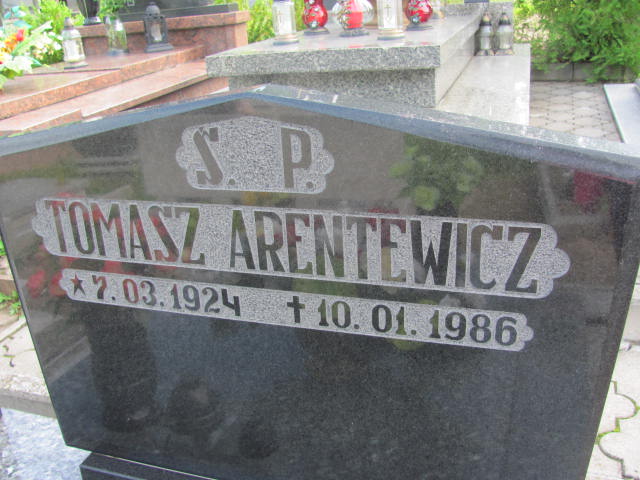 Ś. P.
TOMASZ ARENTEWICZ
★ 7.03.1924 ✝ 10.01.1986